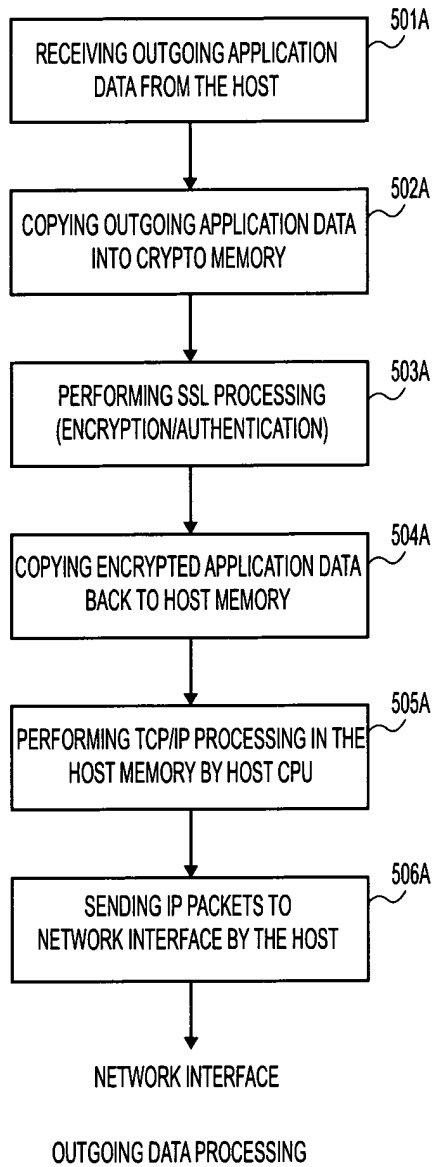 501A
RECEIVING OUTGOING APPLICATION
DATA FROM THE HOST
502A
COPYING OUTGOING APPLICATION DATA
INTO CRYPTO MEMORY
503A
PERFORMING SSL PROCESSING
(ENCRYPTION/AUTHENTICATION)
504A
COPYING ENCRYPTED APPLICATION DATA
BACK TO HOST MEMORY
505A
PERFORMING TCP/IP PROCESSING IN THE
HOST MEMORY BY HOST CPU
506A
SENDING IP PACKETS TO
NETWORK INTERFACE BY THE HOST
NETWORK INTERFACE
OUTGOING DATA PROCESSING